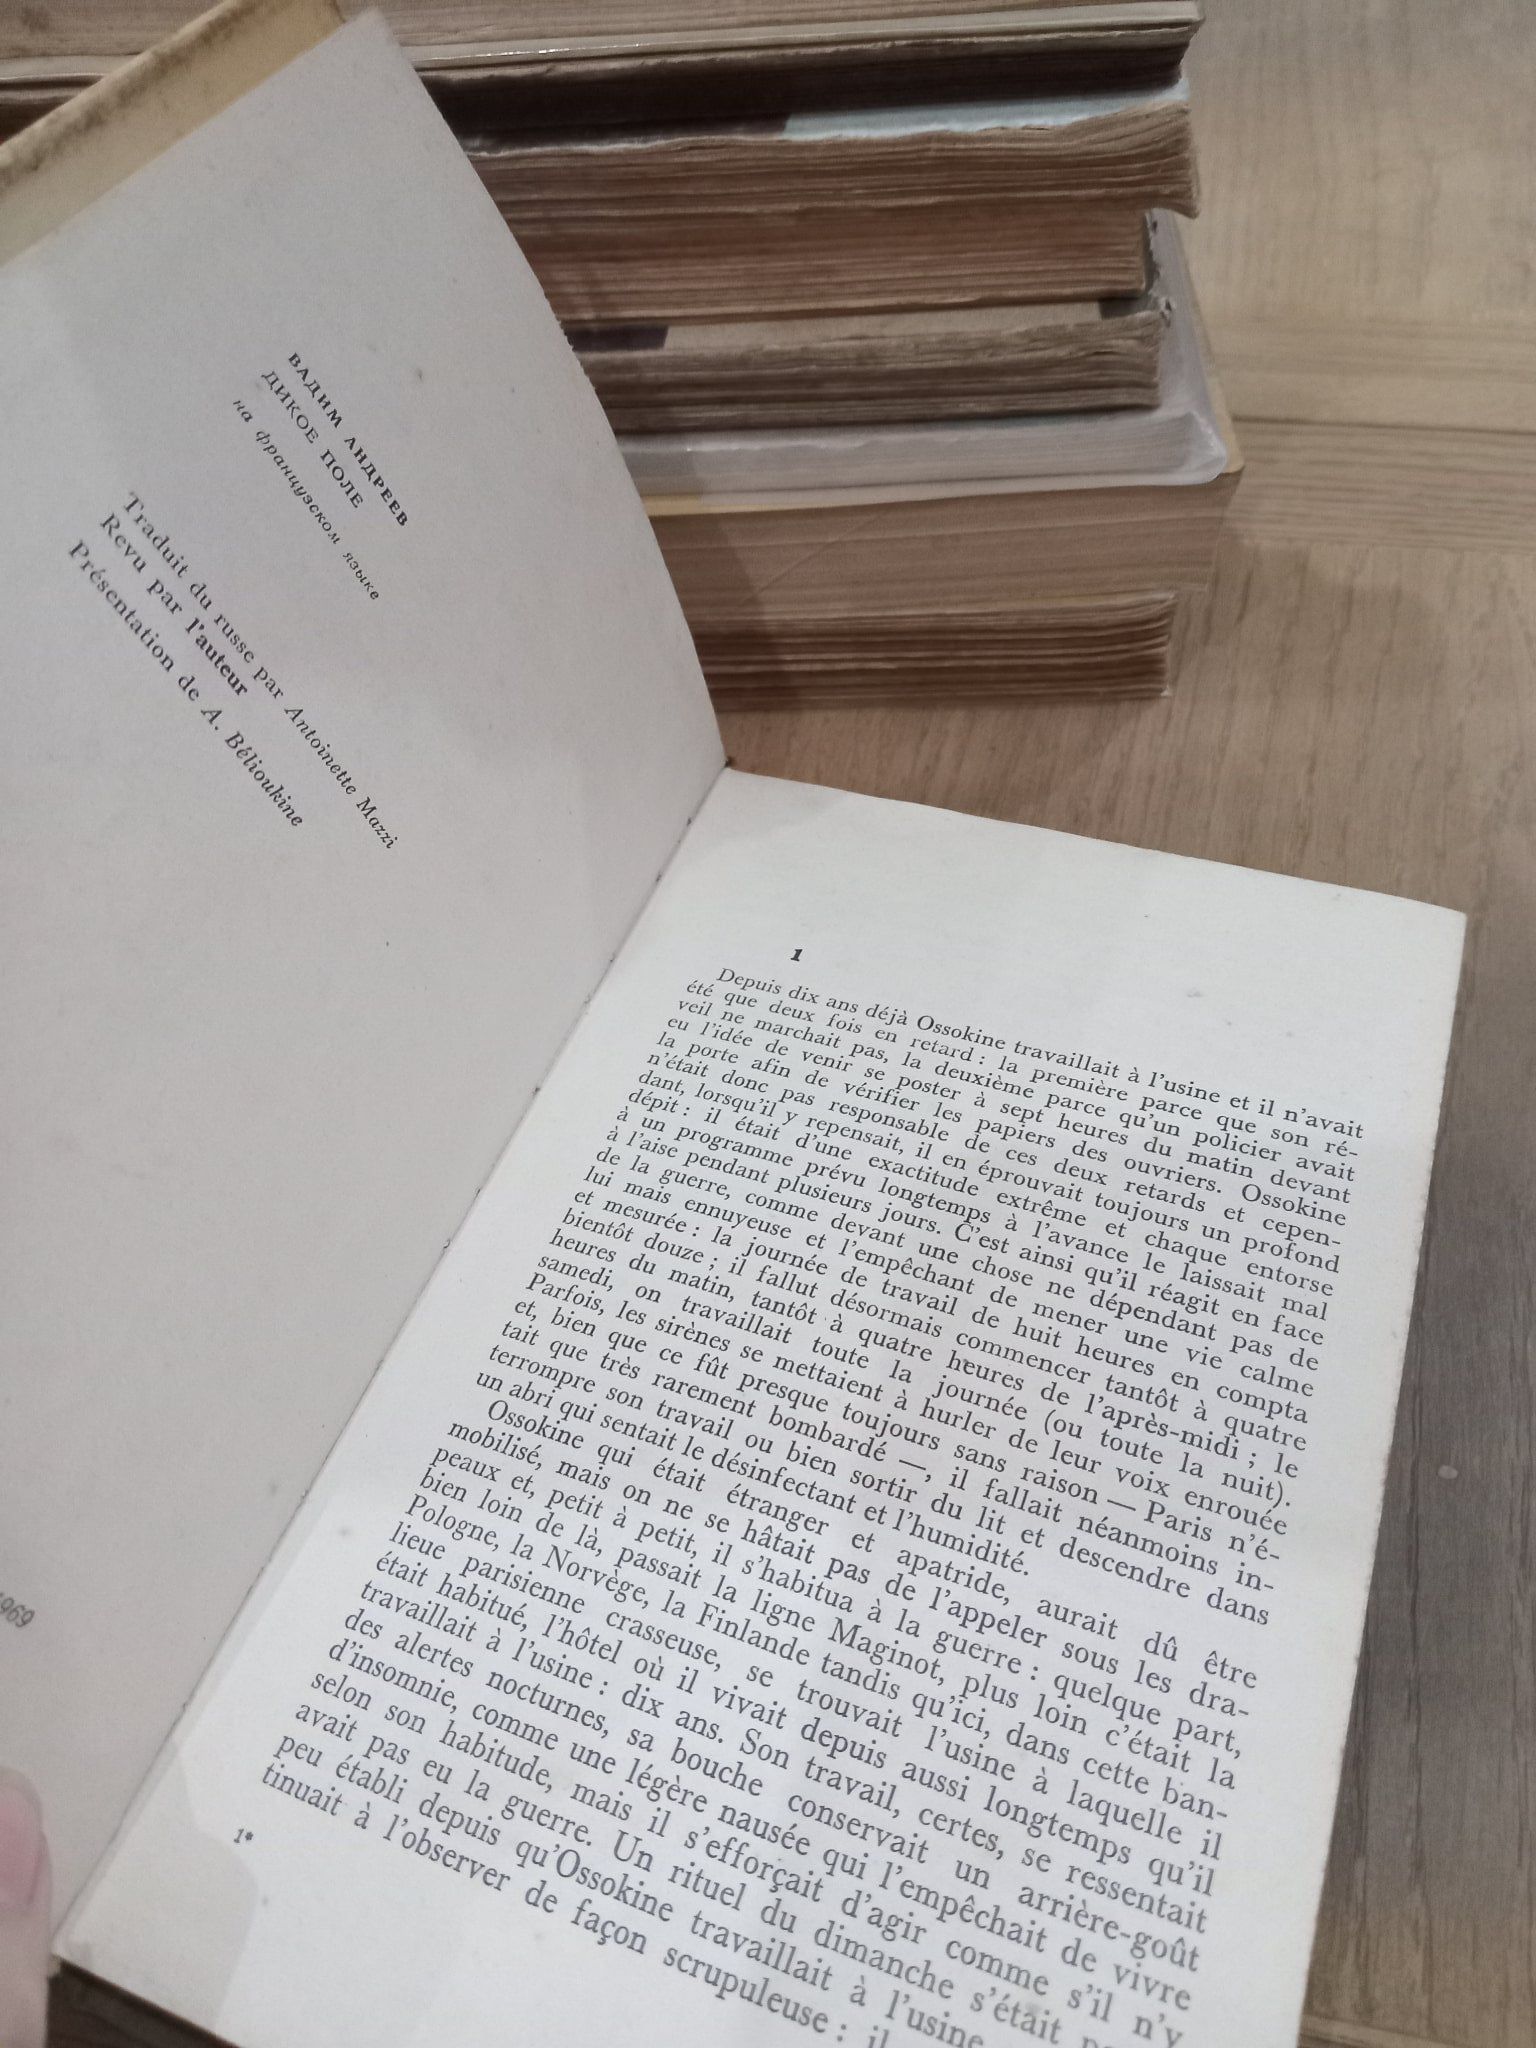 ВАДИМ АНДРЕЕВ
ДИКОЕ ПОЛЕ
на французском языке
Traduit du russe par Antoinette Mazzi
Revu par l'auteur
Présentation de A. Bélioukine
1969
1
Depuis dix ans déjà Ossokine travaillait à l'usine et il n'avait
été que deux fois en retard : la première parce que son ré-
veil ne marchait pas, la deuxième parce qu'un policier avait
eu l'idée de venir se poster à sept heures du matin devant
la porte afin de vérifier les papiers des ouvriers. Ossokine
n'était donc pas responsable de ces deux retards et cepen-
dant, lorsqu'il y repensait, il en éprouvait toujours un profond
dépit : il était d'une exactitude extrême et chaque entorse
à un programme prévu longtemps à l'avance le laissait mal
à l'aise pendant plusieurs jours. C'est ainsi qu'il réagit en face
de la guerre, comme devant une chose ne dépendant pas de
lui mais ennuyeuse et l'empêchant de mener une vie calme
et mesurée : la journée de travail de huit heures en compta
bientôt douze ; il fallut désormais commencer tantôt à quatre
heures du matin, tantôt à quatre heures de l'après-midi ; le
samedi, on travaillait toute la journée (ou toute la nuit).
Parfois, les sirènes se mettaient à hurler de leur voix enrouée
et, bien que ce fût presque toujours sans raison — Paris n'é-
tait que très rarement bombardé —, il fallait néanmoins in-
terrompre son travail ou bien sortir du lit et descendre dans
un abri qui sentait le désinfectant et l'humidité.
Ossokine qui était étranger et apatride, aurait dû être
mobilisé, mais on ne se hâtait pas de l'appeler sous les dra-
peaux et, petit à petit, il s'habitua à la guerre : quelque part,
bien loin de là, passait la ligne Maginot, plus loin c'était la
Pologne, la Norvège, la Finlande tandis qu'ici, dans cette ban-
lieue parisienne crasseuse, se trouvait l'usine à laquelle il
était habitué, l'hôtel où il vivait depuis aussi longtemps qu'il
travaillait à l'usine : dix ans. Son travail, certes, se ressentait
des alertes nocturnes, sa bouche conservait un arrière-goût
d'insomnie, comme une légère nausée qui l'empêchait de vivre
selon son habitude, mais il s'efforçait d'agir comme s'il n'y
avait pas eu la guerre. Un rituel du dimanche s'était
peu établi depuis qu'Ossokine travaillait à l'usine
tinuait à l'observer de façon scrupuleuse : il
1*